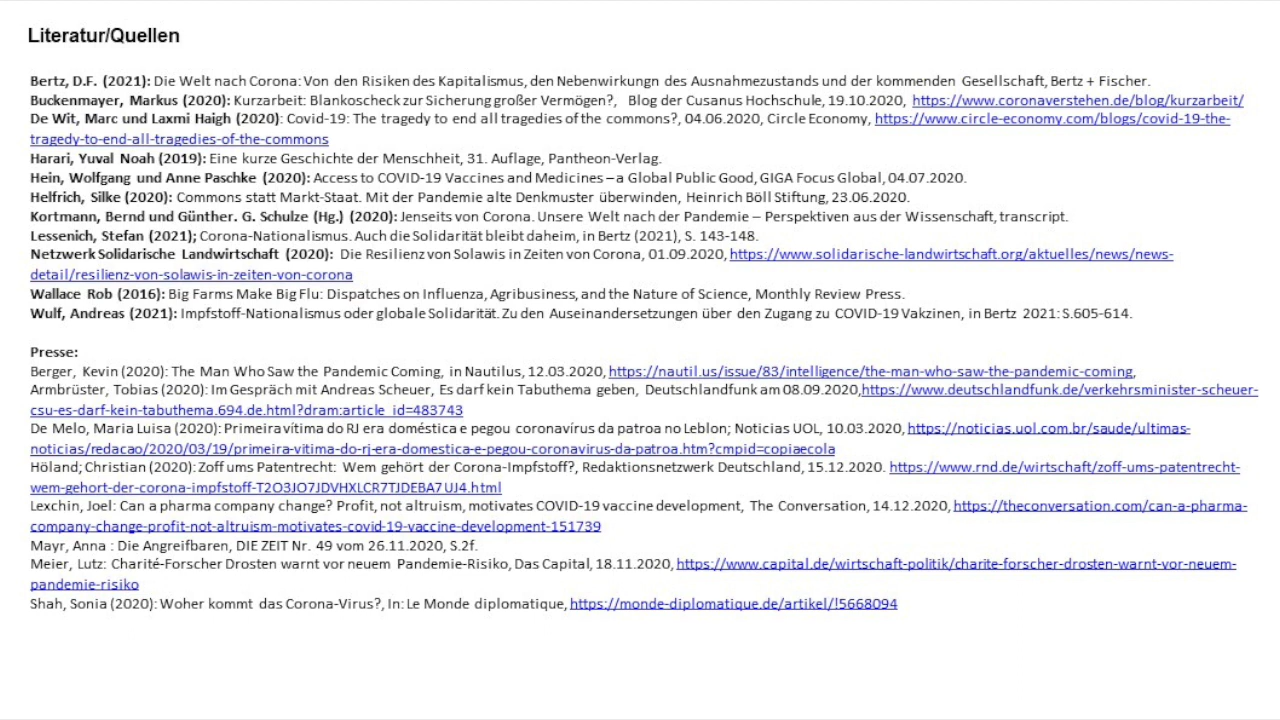 Literatur/Quellen
Bertz, D.F. (2021): Die Welt nach Corona: Von den Risiken des Kapitalismus, den Nebenwirkungn des Ausnahmezustands und der kommenden Gesellschaft, Bertz + Fischer.
Buckenmayer, Markus (2020): Kurzarbeit: Blankoscheck zur Sicherung großer Vermögen?, Blog der Cusanus Hochschule, 19.10.2020, https://www.coronaverstehen.de/blog/kurzarbeit/
De Wit, Marc und Laxmi Haigh (2020): Covid-19: The tragedy to end all tragedies of the commons?, 04.06.2020, Circle Economy, https://www.circle-economy.com/blogs/covid-19-the-
tragedy-to-end-all-tragedies-of-the-commons
Harari, Yuval Noah (2019): Eine kurze Geschichte der Menschheit, 31. Auflage, Pantheon-Verlag.
Hein, Wolfgang und Anne Paschke (2020): Access to COVID-19 Vaccines and Medicines – a Global Public Good, GIGA Focus Global, 04.07.2020.
Helfrich, Silke (2020): Commons statt Markt-Staat. Mit der Pandemie alte Denkmuster überwinden, Heinrich Böll Stiftung, 23.06.2020.
Kortmann, Bernd und Günther. G. Schulze (Hg.) (2020): Jenseits von Corona. Unsere Welt nach der Pandemie – Perspektiven aus der Wissenschaft, transcript.
Lessenich, Stefan (2021); Corona-Nationalismus. Auch die Solidarität bleibt daheim, in Bertz (2021), S. 143-148.
Netzwerk Solidarische Landwirtschaft (2020): Die Resilienz von Solawis in Zeiten von Corona, 01.09.2020, https://www.solidarische-landwirtschaft.org/aktuelles/news/news-
detail/resilienz-von-solawis-in-zeiten-von-corona
Wallace Rob (2016): Big Farms Make Big Flu: Dispatches on Influenza, Agribusiness, and the Nature of Science, Monthly Review Press.
Wulf, Andreas (2021): Impfstoff-Nationalismus oder globale Solidarität. Zu den Auseinandersetzungen über den Zugang zu COVID-19 Vakzinen, in Bertz 2021: S.605-614.
Presse:
Berger, Kevin (2020): The Man Who Saw the Pandemic Coming, in Nautilus, 12.03.2020, https://nautil.us/issue/83/intelligence/the-man-who-saw-the-pandemic-coming,
Armbrüster, Tobias (2020): Im Gespräch mit Andreas Scheuer, Es darf kein Tabuthema geben, Deutschlandfunk am 08.09.2020,https://www.deutschlandfunk.de/verkehrsminister-scheuer-
csu-es-darf-kein-tabuthema.694.de.html?dram:article_id=483743
De Melo, Maria Luisa (2020): Primeira vítima do RJ era doméstica e pegou coronavírus da patroa no Leblon; Noticias UOL, 10.03.2020, https://noticias.uol.com.br/saude/ultimas-
noticias/redacao/2020/03/19/primeira-vitima-do-rj-era-domestica-e-pegou-coronavirus-da-patroa.htm?cmpid=copiaecola
Höland; Christian (2020): Zoff ums Patentrecht: Wem gehört der Corona-Impfstoff?, Redaktionsnetzwerk Deutschland, 15.12.2020. https://www.rnd.de/wirtschaft/zoff-ums-patentrecht-
wem-gehort-der-corona-impfstoff-T2O3JO7JDVHXLCR7TJDEBA7UJ4.html
Lexchin, Joel: Can a pharma company change? Profit, not altruism, motivates COVID-19 vaccine development, The Conversation, 14.12.2020, https://theconversation.com/can-a-pharma-
company-change-profit-not-altruism-motivates-covid-19-vaccine-development-151739
Mayr, Anna : Die Angreifbaren, DIE ZEIT Nr. 49 vom 26.11.2020, S.2f.
Meier, Lutz: Charité-Forscher Drosten warnt vor neuem Pandemie-Risiko, Das Capital, 18.11.2020, https://www.capital.de/wirtschaft-politik/charite-forscher-drosten-warnt-vor-neuem-
pandemie-risiko
Shah, Sonia (2020): Woher kommt das Corona-Virus?, In: Le Monde diplomatique, https://monde-diplomatique.de/artikel/!5668094